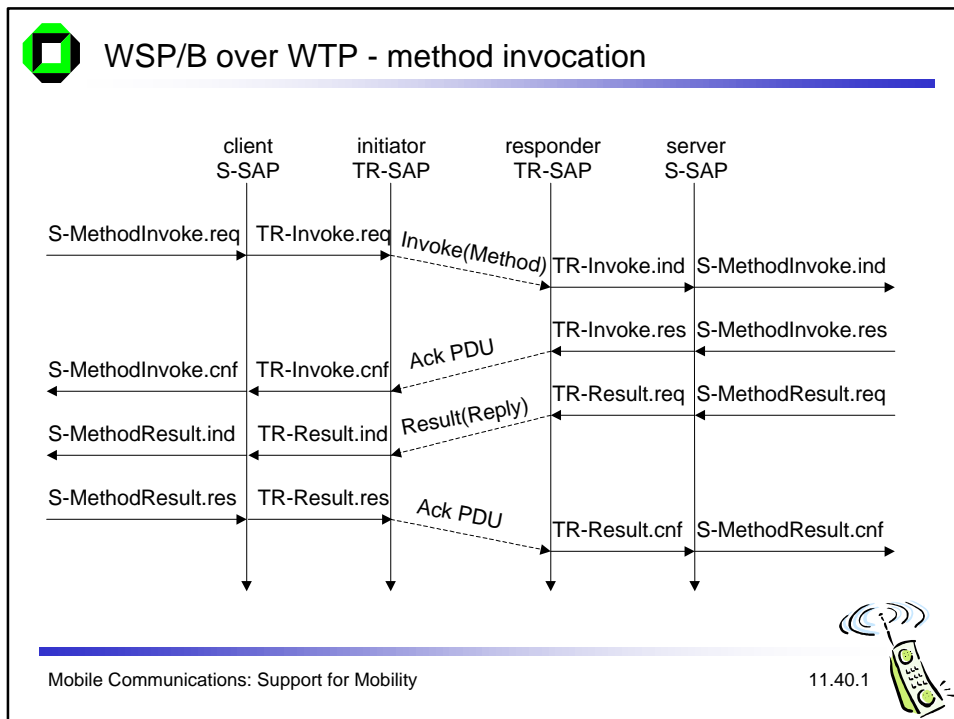 WSP/B over WTP - method invocation
client initiator responder server
S-SAP TR-SAP TR-SAP S-SAP
S-MethodInvoke.req TR-Invoke.req Invoke(Method)
TR-Invoke.ind S-MethodInvoke.ind
TR-Invoke.res S-MethodInvoke.res
Ack PDU
S-MethodInvoke.cnf TR-Invoke.cnf
TR-Result.req S-MethodResult.req
Result(Reply)
S-MethodResult.ind TR-Result.ind
S-MethodResult.res TR-Result.res
Ack PDU
TR-Result.cnf S-MethodResult.cnf
Mobile Communications: Support for Mobility 11.40.1